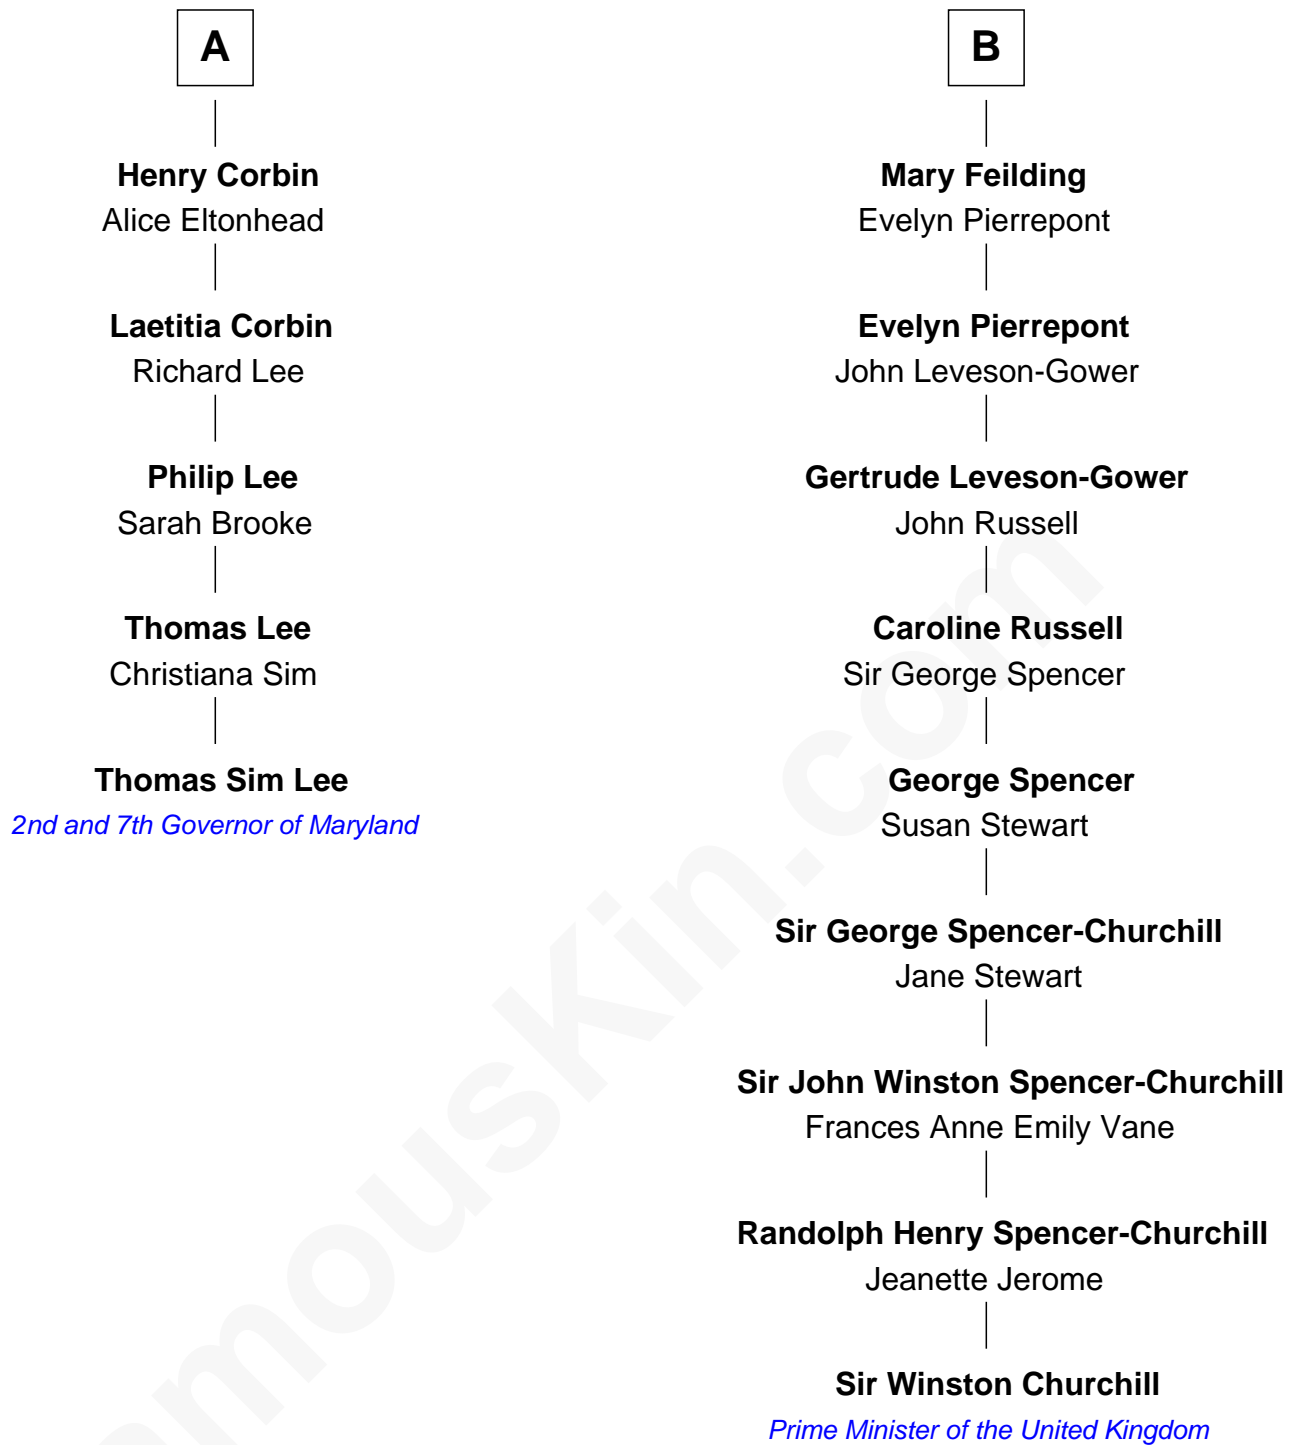 A
Henry Corbin
Alice Eltonhead
Laetitia Corbin
Richard Lee
Philip Lee
Sarah Brooke
Thomas Lee
Christiana Sim
Thomas Sim Lee
2nd and 7th Governor of Maryland
B
Mary Feilding
Evelyn Pierrepont
Evelyn Pierrepont
John Leveson-Gower
Gertrude Leveson-Gower
John Russell
Caroline Russell
Sir George Spencer
George Spencer
Susan Stewart
Sir George Spencer-Churchill
Jane Stewart
Sir John Winston Spencer-Churchill
Frances Anne Emily Vane
Randolph Henry Spencer-Churchill
Jeanette Jerome
Sir Winston Churchill
Prime Minister of the United Kingdom
amousKin.com